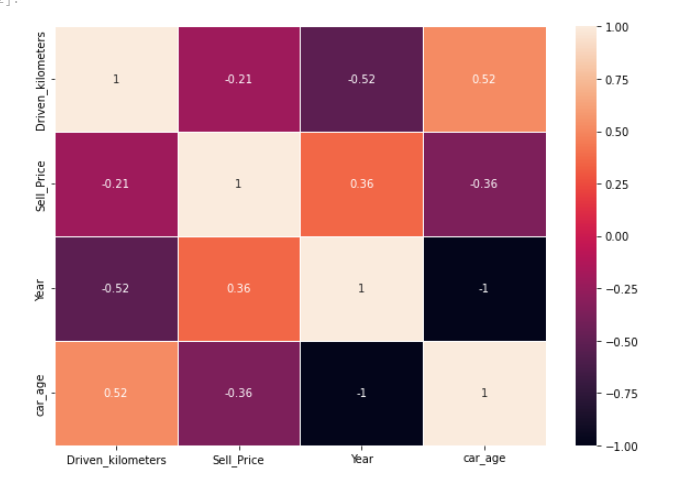 2]:
Driven_kilometers 1 -0.21 -0.52 0.52
Sell_Price -0.21 1 0.36 -0.36
Year -0.52 0.36 1 -1
car_age 0.52 -0.36 -1 1
Driven_kilometers Sell_Price Year car_age
1.00
0.75
0.50
0.25
0.00
−0.25
−0.50
−0.75
−1.00